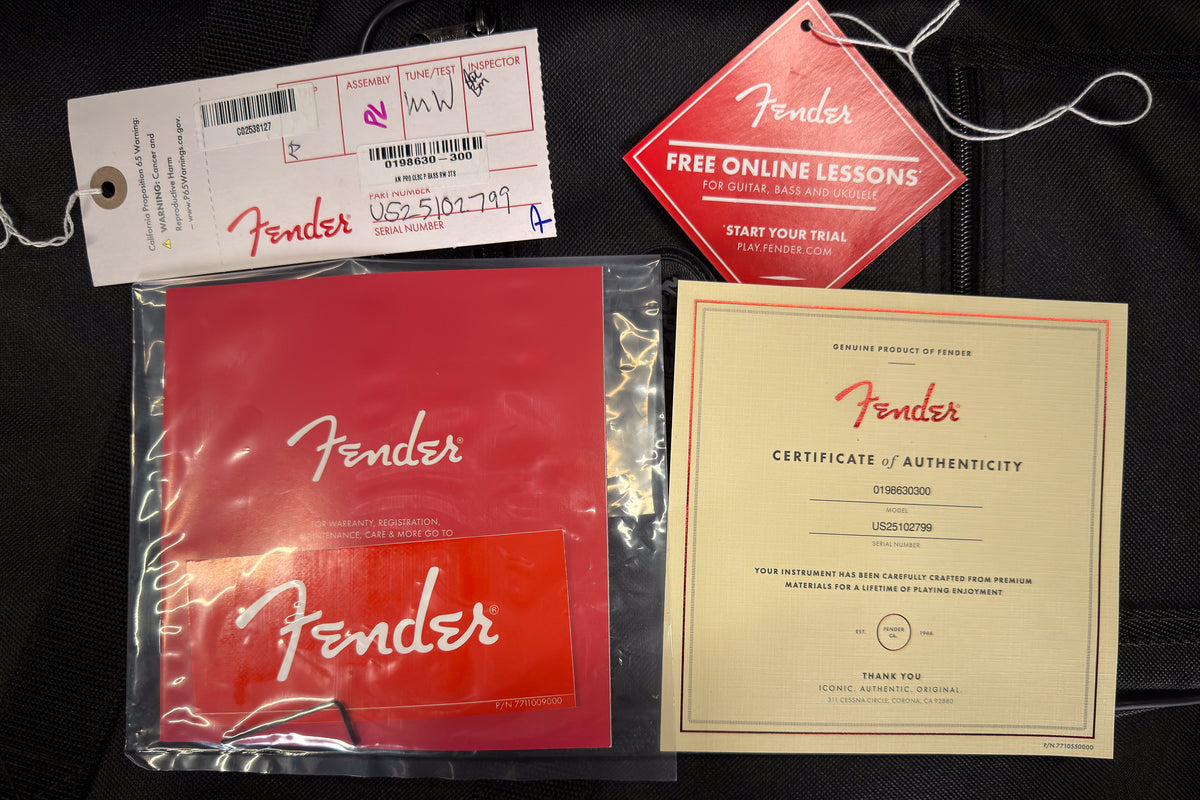 California Proposition 65 Warning:
WARNING: Cancer and
Reproductive Harm
– www.P65Warnings.ca.gov.
C02538127
ASSEMBLY
TUNE/TEST
INSPECTOR
PZ
MW
0198630-300
AM PRO CLSC P BASS RW 3TS
PART NUMBER
US25102799
SERIAL NUMBER
Fender®
A
Fender
FREE ONLINE LESSONS*
FOR GUITAR, BASS AND UKULELE
*START YOUR TRIAL
PLAY.FENDER.COM
Fender®
FOR WARRANTY, REGISTRATION,
MAINTENANCE, CARE & MORE GO TO
Fender®
P/N 7711009000
GENUINE PRODUCT OF FENDER
Fender®
CERTIFICATE of AUTHENTICITY
0198630300
MODEL
US25102799
SERIAL NUMBER
YOUR INSTRUMENT HAS BEEN CAREFULLY CRAFTED FROM PREMIUM
MATERIALS FOR A LIFETIME OF PLAYING ENJOYMENT
EST. FENDER CA. 1946
THANK YOU
ICONIC. AUTHENTIC. ORIGINAL.
311 CESSNA CIRCLE, CORONA, CA 92880
P/N 7710550000